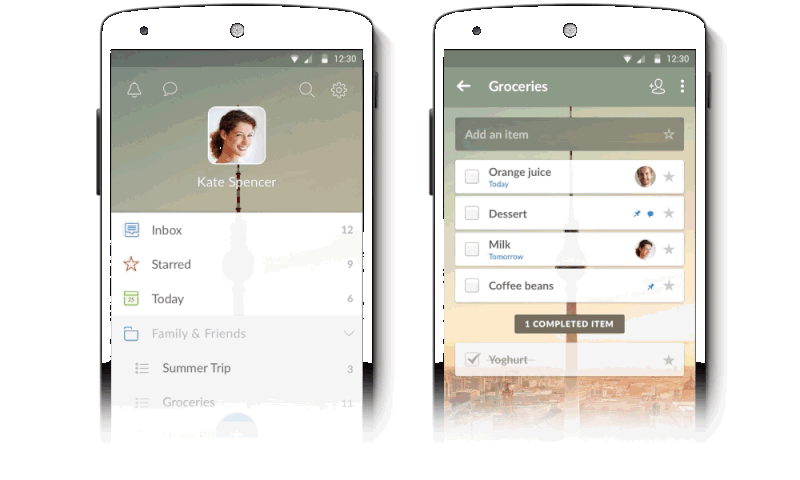 12:30
Kate Spencer
Inbox 12
Starred 9
Today 6
Family & Friends
Summer Trip 3
Groceries 11
12:30
Groceries
Add an item
Orange juice
Today
Dessert
Milk
Tomorrow
Coffee beans
1 COMPLETED ITEM
Yoghurt